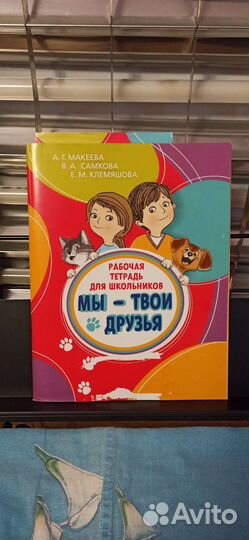 А. Г. МАКЕЕВА
В. А. САМКОВА
Е. М. КЛЕМЯШОВА
РАБОЧАЯ
ТЕТРАДЬ
ДЛЯ ШКОЛЬНИКОВ
МЫ – ТВОИ
ДРУЗЬЯ
Avito